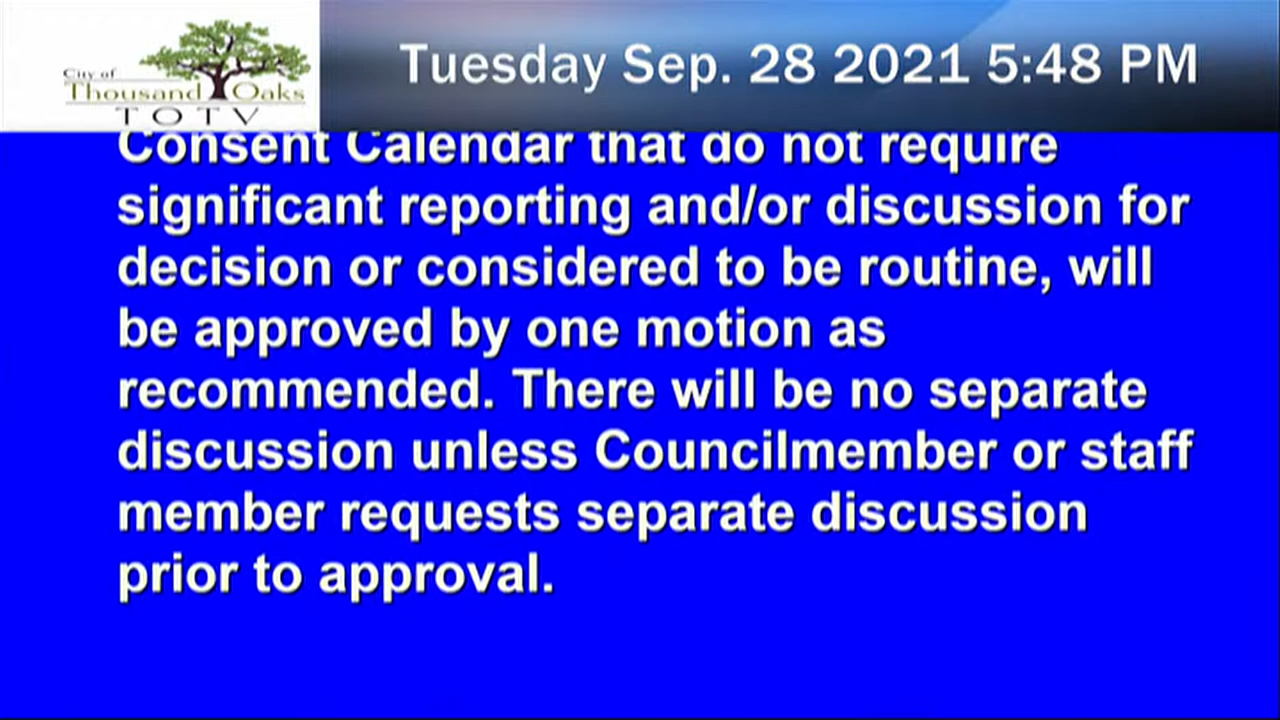 City of
Thousand Oaks
TOTV
Tuesday Sep. 28 2021 5:48 PM
Consent Calendar that do not require
significant reporting and/or discussion for
decision or considered to be routine, will
be approved by one motion as
recommended. There will be no separate
discussion unless Councilmember or staff
member requests separate discussion
prior to approval.